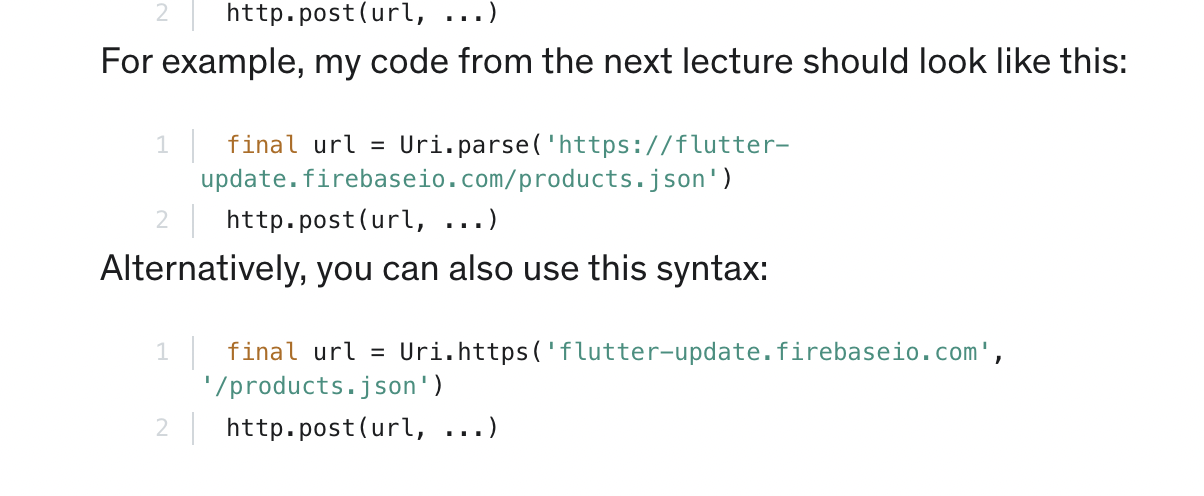 2 http.post(url, ...)
For example, my code from the next lecture should look like this:
1 final url = Uri.parse('https://flutter-
update.firebaseio.com/products.json')
2 http.post(url, ...)
Alternatively, you can also use this syntax:
1 final url = Uri.https('flutter-update.firebaseio.com',
'/products.json')
2 http.post(url, ...)